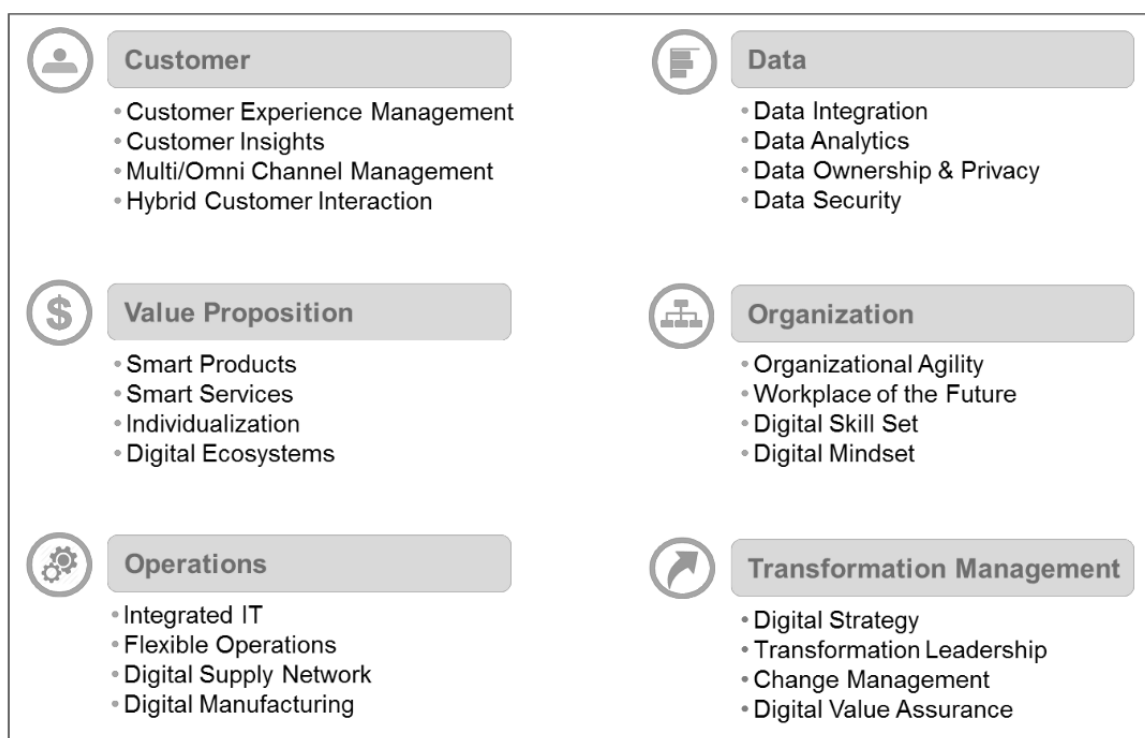 Customer
• Customer Experience Management
• Customer Insights
• Multi/Omni Channel Management
• Hybrid Customer Interaction
Data
• Data Integration
• Data Analytics
• Data Ownership & Privacy
• Data Security
$
Value Proposition
• Smart Products
• Smart Services
• Individualization
• Digital Ecosystems
Organization
• Organizational Agility
• Workplace of the Future
• Digital Skill Set
• Digital Mindset
Operations
• Integrated IT
• Flexible Operations
• Digital Supply Network
• Digital Manufacturing
Transformation Management
• Digital Strategy
• Transformation Leadership
• Change Management
• Digital Value Assurance